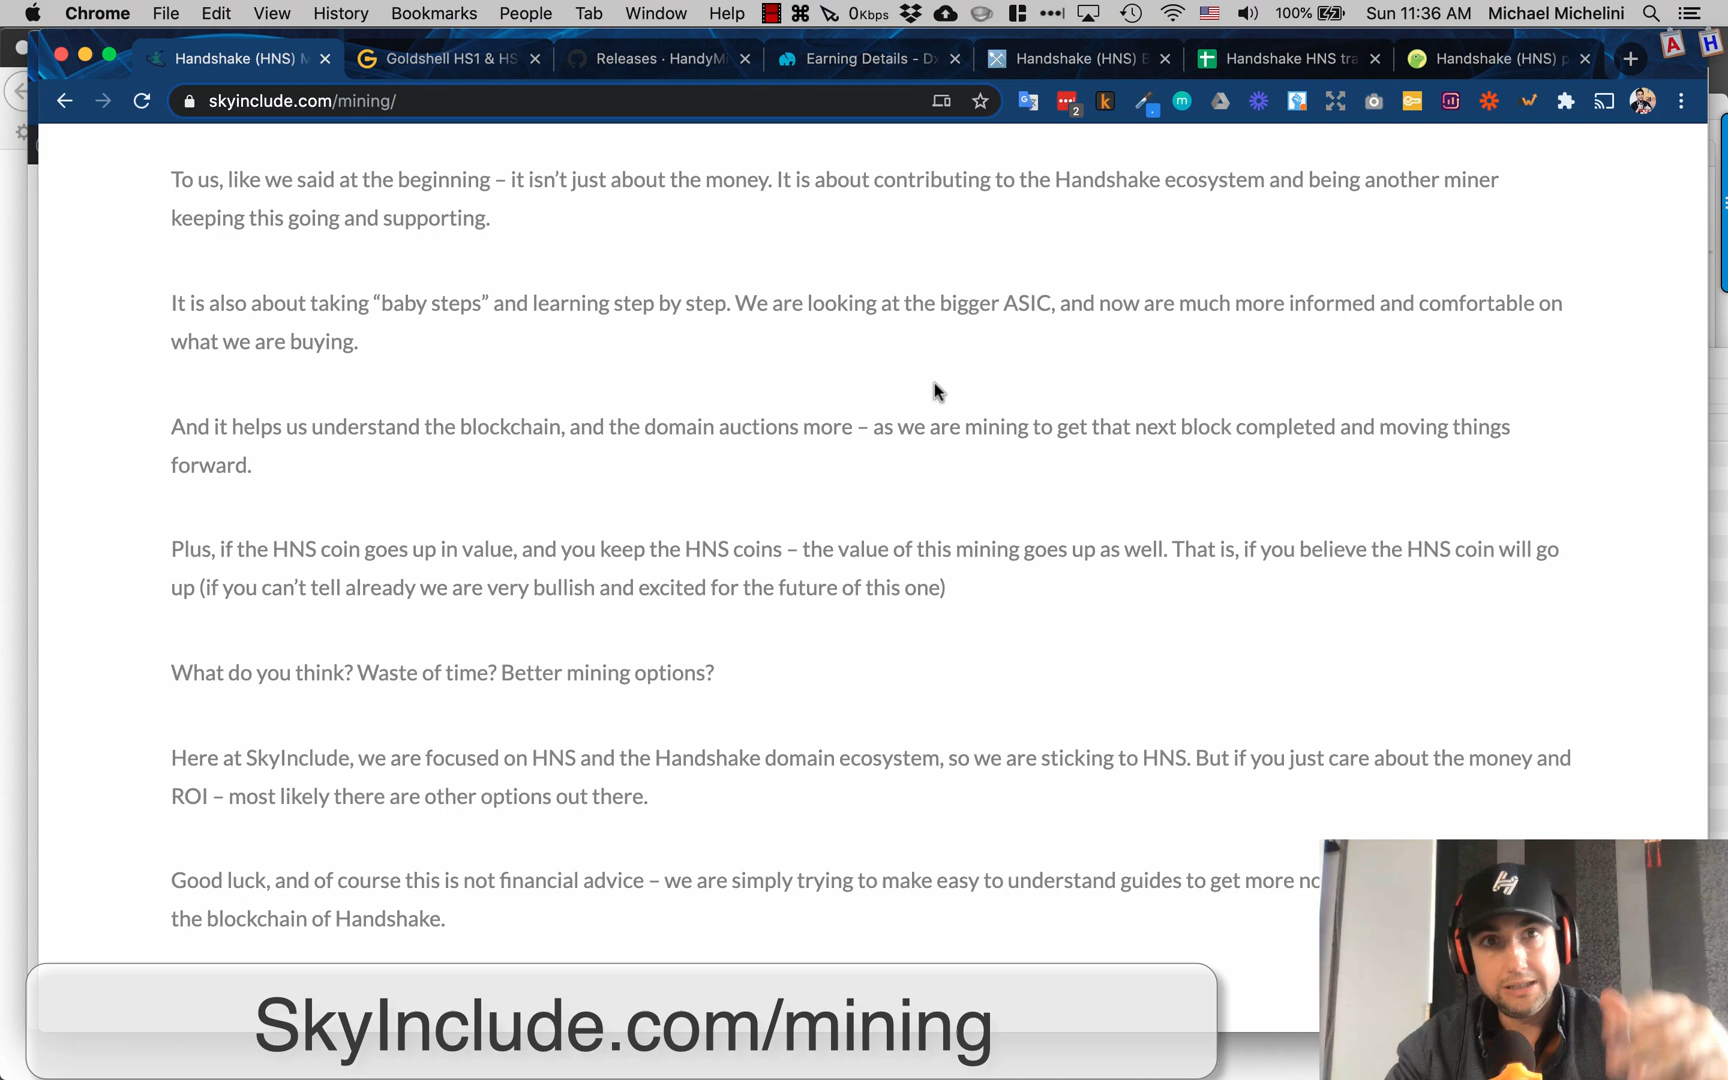 Chrome File Edit View History Bookmarks People Tab Window Help 0Kbps 100% Sun 11:36 AM Michael Michelini
Handshake (HNS) M Goldshell HS1 & HS Releases · HandyMi Earning Details - Dx Handshake (HNS) B Handshake HNS tra Handshake (HNS) p
skyinclude.com/mining/
To us, like we said at the beginning – it isn’t just about the money. It is about contributing to the Handshake ecosystem and being another miner
keeping this going and supporting.
It is also about taking “baby steps” and learning step by step. We are looking at the bigger ASIC, and now are much more informed and comfortable on
what we are buying.
And it helps us understand the blockchain, and the domain auctions more – as we are mining to get that next block completed and moving things
forward.
Plus, if the HNS coin goes up in value, and you keep the HNS coins – the value of this mining goes up as well. That is, if you believe the HNS coin will go
up (if you can’t tell already we are very bullish and excited for the future of this one)
What do you think? Waste of time? Better mining options?
Here at SkyInclude, we are focused on HNS and the Handshake domain ecosystem, so we are sticking to HNS. But if you just care about the money and
ROI – most likely there are other options out there.
Good luck, and of course this is not financial advice – we are simply trying to make easy to understand guides to get more
the blockchain of Handshake.
SkyInclude.com/mining